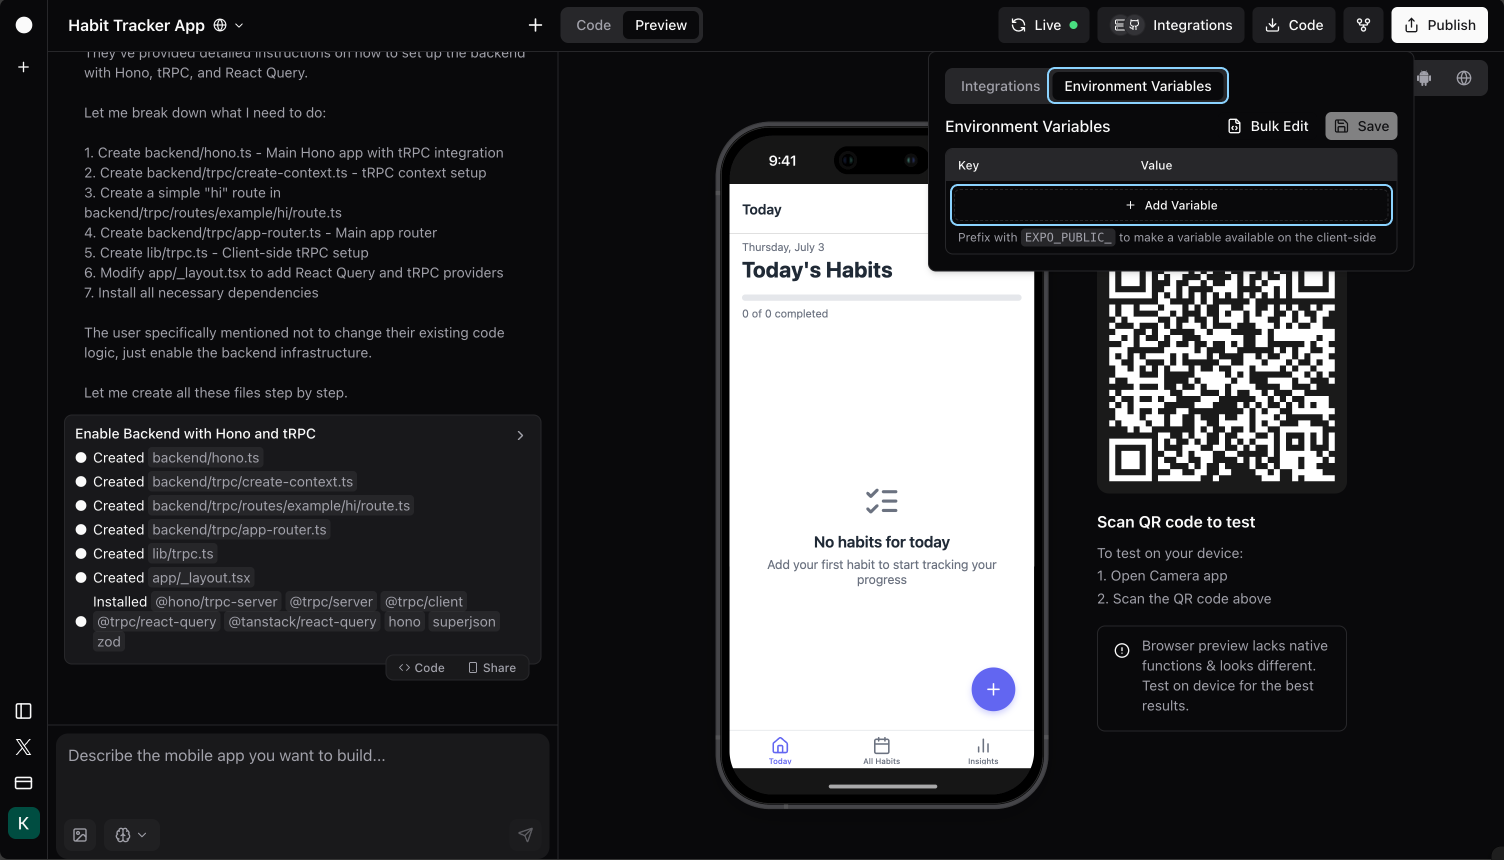 Habit Tracker App
Code
Preview
Live
Integrations
Code
Publish
They've provided detailed instructions on how to set up the backend
with Hono, tRPC, and React Query.
Let me break down what I need to do:
1. Create backend/hono.ts - Main Hono app with tRPC integration
2. Create backend/trpc/create-context.ts - tRPC context setup
3. Create a simple "hi" route in
backend/trpc/routes/example/hi/route.ts
4. Create backend/trpc/app-router.ts - Main app router
5. Create lib/trpc.ts - Client-side tRPC setup
6. Modify app/_layout.tsx to add React Query and tRPC providers
7. Install all necessary dependencies
The user specifically mentioned not to change their existing code
logic, just enable the backend infrastructure.
Let me create all these files step by step.
Enable Backend with Hono and tRPC
Created backend/hono.ts
Created backend/trpc/create-context.ts
Created backend/trpc/routes/example/hi/route.ts
Created backend/trpc/app-router.ts
Created lib/trpc.ts
Created app/_layout.tsx
Installed @hono/trpc-server @trpc/server @trpc/client
@trpc/react-query @tanstack/react-query hono superjson
zod
Code
Share
Describe the mobile app you want to build...
K
9:41
Today
Thursday, July 3
Today's Habits
0 of 0 completed
No habits for today
Add your first habit to start tracking your
progress
Today
All Habits
Insights
Integrations
Environment Variables
Environment Variables
Bulk Edit
Save
Key
Value
Add Variable
Prefix with EXPO_PUBLIC_ to make a variable available on the client-side
Scan QR code to test
To test on your device:
1. Open Camera app
2. Scan the QR code above
Browser preview lacks native
functions & looks different.
Test on device for the best
results.